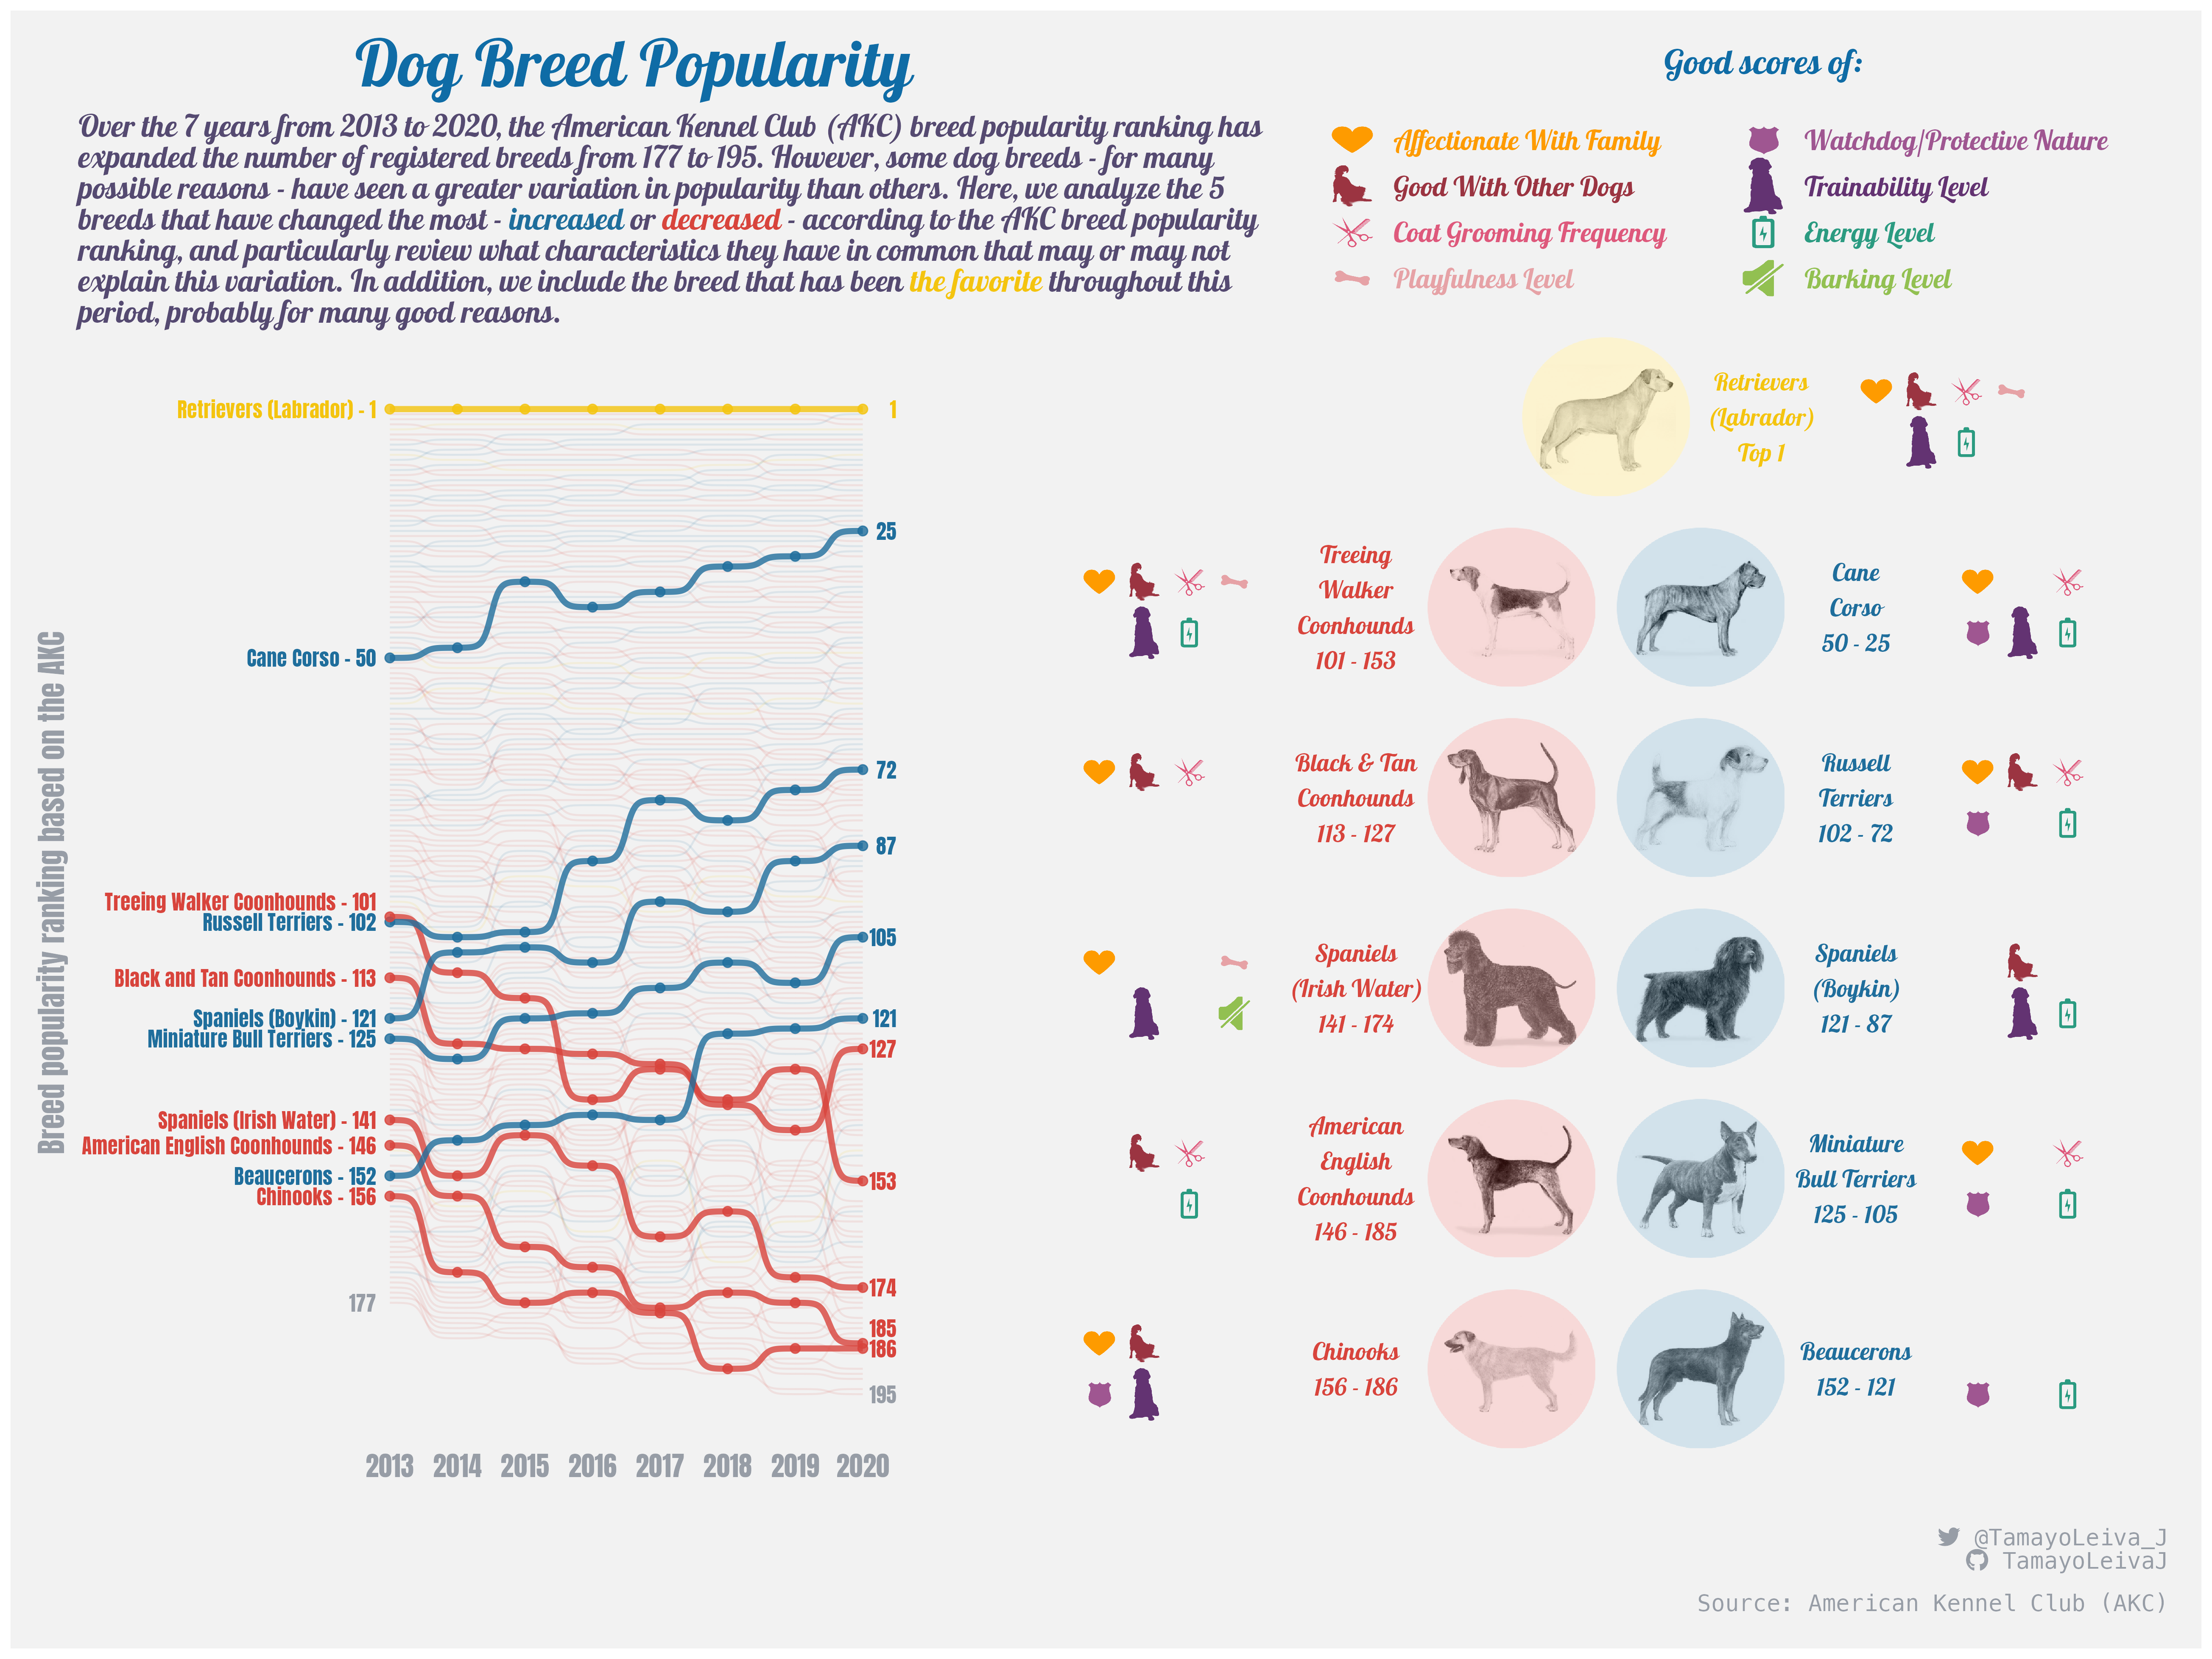 Dog Breed Popularity
Over the 7 years from 2013 to 2020, the American Kennel Club (AKC) breed popularity ranking has
expanded the number of registered breeds from 177 to 195. However, some dog breeds - for many
possible reasons - have seen a greater variation in popularity than others. Here, we analyze the 5
breeds that have changed the most - increased or decreased - according to the AKC breed popularity
ranking, and particularly review what characteristics they have in common that may or may not
explain this variation. In addition, we include the breed that has been the favorite throughout this
period, probably for many good reasons.
Good scores of:
Affectionate With Family
Good With Other Dogs
Coat Grooming Frequency
Playfulness Level
Watchdog/Protective Nature
Trainability Level
Energy Level
Barking Level
Breed popularity ranking based on the AKC
Retrievers (Labrador) - 1
Cane Corso - 50
Treeing Walker Coonhounds - 101
Russell Terriers - 102
Black and Tan Coonhounds - 113
Spaniels (Boykin) - 121
Miniature Bull Terriers - 125
Spaniels (Irish Water) - 141
American English Coonhounds - 146
Beaucerons - 152
Chinooks - 156
177
1
25
72
87
105
121
127
153
174
185
186
195
2013 2014 2015 2016 2017 2018 2019 2020
Retrievers
(Labrador)
Top 1
Treeing
Walker
Coonhounds
101 - 153
Cane
Corso
50 - 25
Black & Tan
Coonhounds
113 - 127
Russell
Terriers
102 - 72
Spaniels
(Irish Water)
141 - 174
Spaniels
(Boykin)
121 - 87
American
English
Coonhounds
146 - 185
Miniature
Bull Terriers
125 - 105
Chinooks
156 - 186
Beaucerons
152 - 121
@TamayoLeiva_J
TamayoLeivaJ
Source: American Kennel Club (AKC)